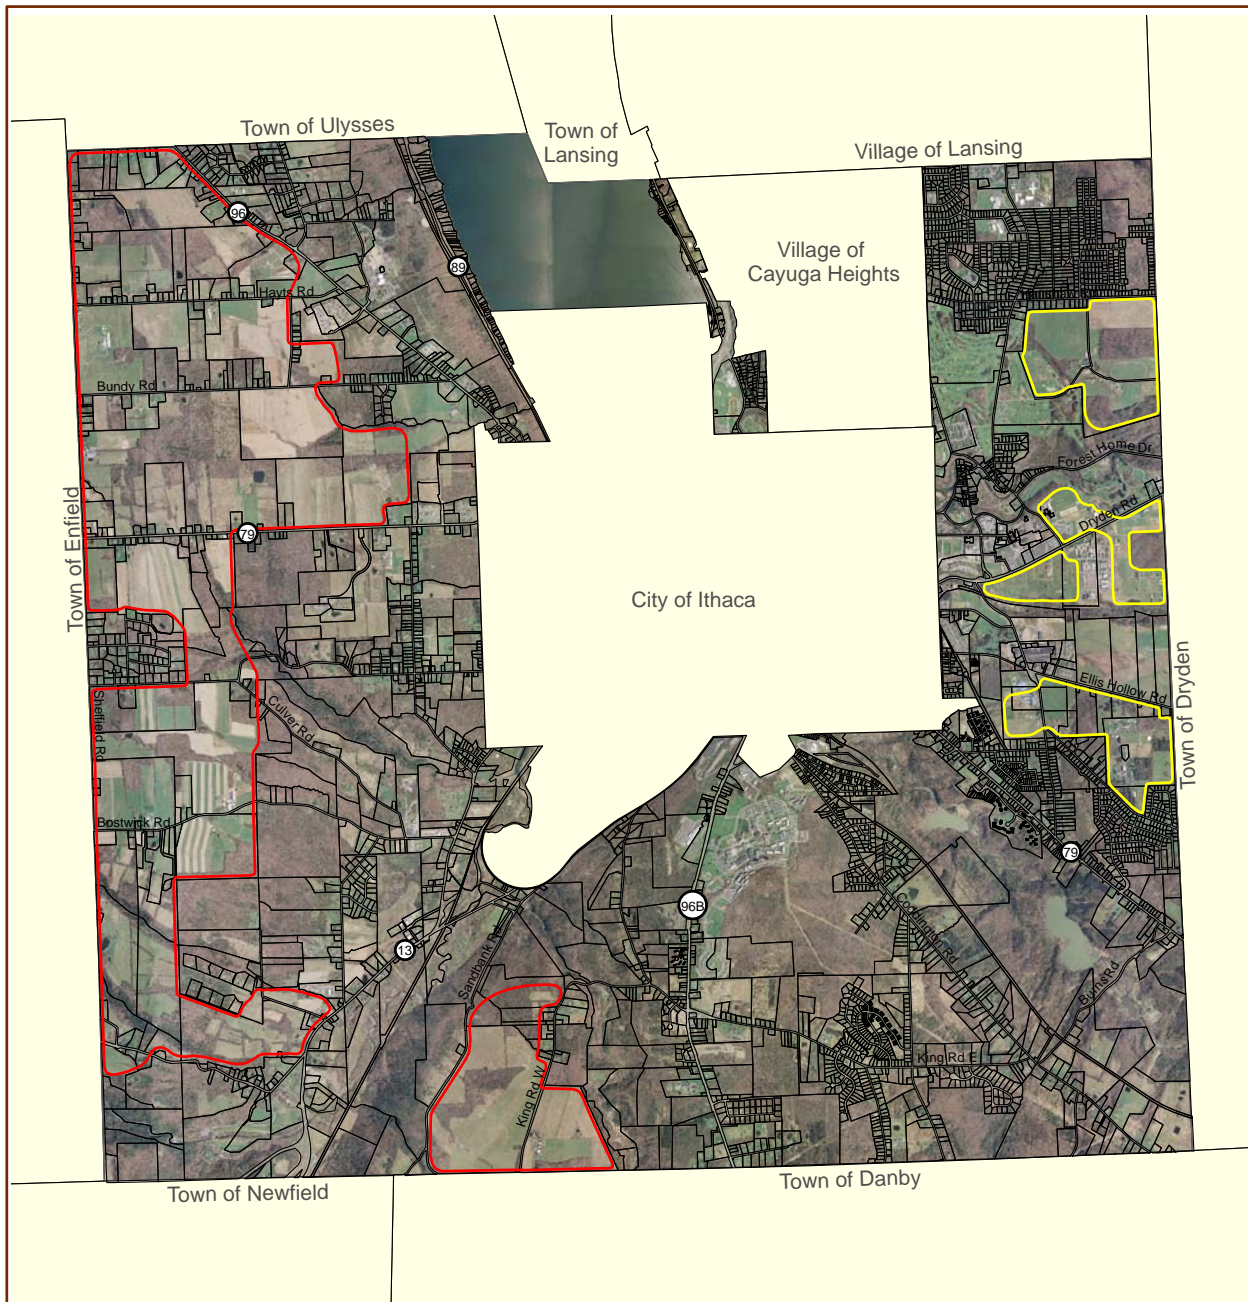 Town of Ulysses
Town of
Lansing
Village of Lansing
96
89
Village of
Cayuga Heights
Hayts Rd
Bundy Rd
Forest Home Dr
Dryden Rd
Town of Enfield
79
City of Ithaca
Ellis Hollow Rd
Town of Dryden
Sheffield Rd
Culver Rd
Bostwick Rd
79
96B
Coddington Rd
13
Sandbank Rd
Burns Rd
King Rd E
King Rd W
Town of Newfield
Town of Danby